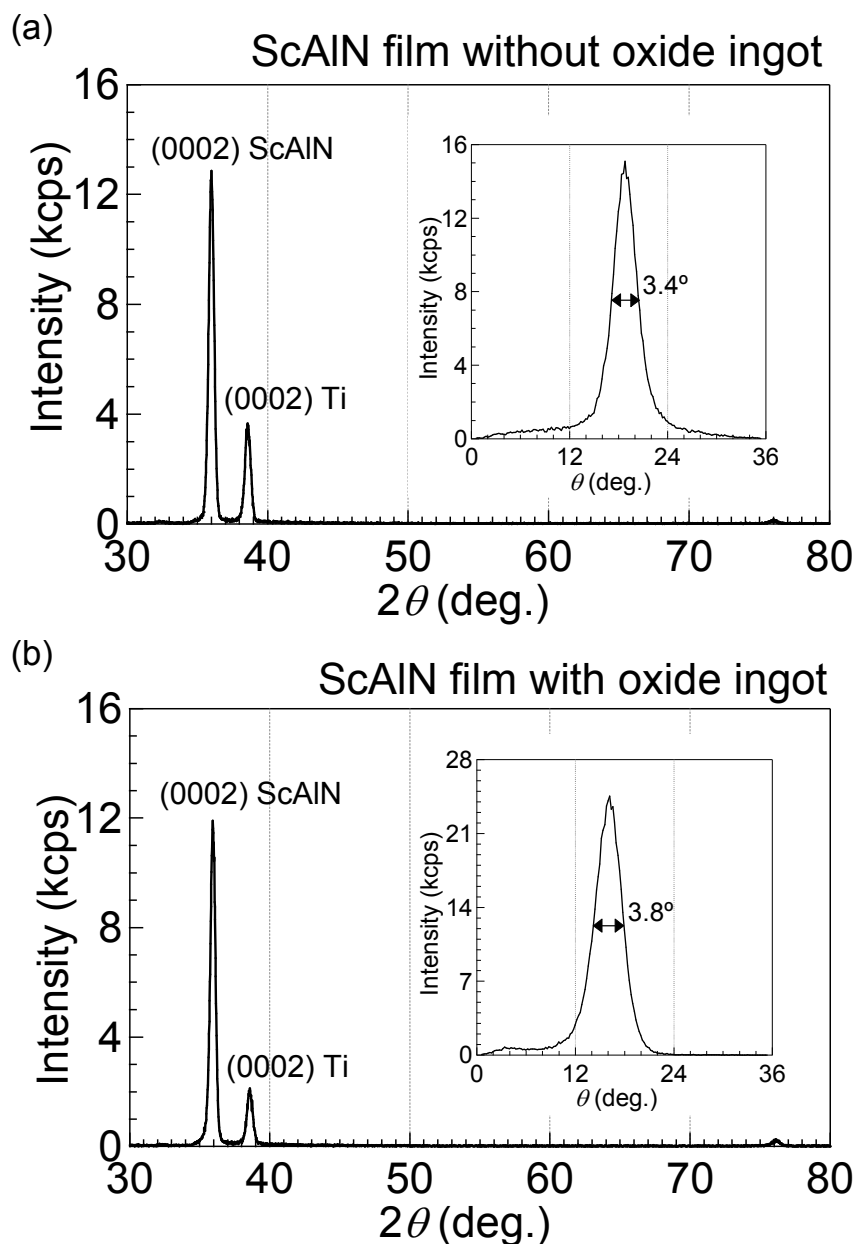 (a)
ScAlN film without oxide ingot
16
12
8
4
0
Intensity (kcps)
(0002) ScAlN
(0002) Ti
30 40 50 60 70 80
2θ (deg.)
16
12
8
4
0
Intensity (kcps)
3.4º
0 12 24 36
θ (deg.)
(b)
ScAlN film with oxide ingot
16
12
8
4
0
Intensity (kcps)
(0002) ScAlN
(0002) Ti
30 40 50 60 70 80
2θ (deg.)
28
21
14
7
0
Intensity (kcps)
3.8º
0 12 24 36
θ (deg.)